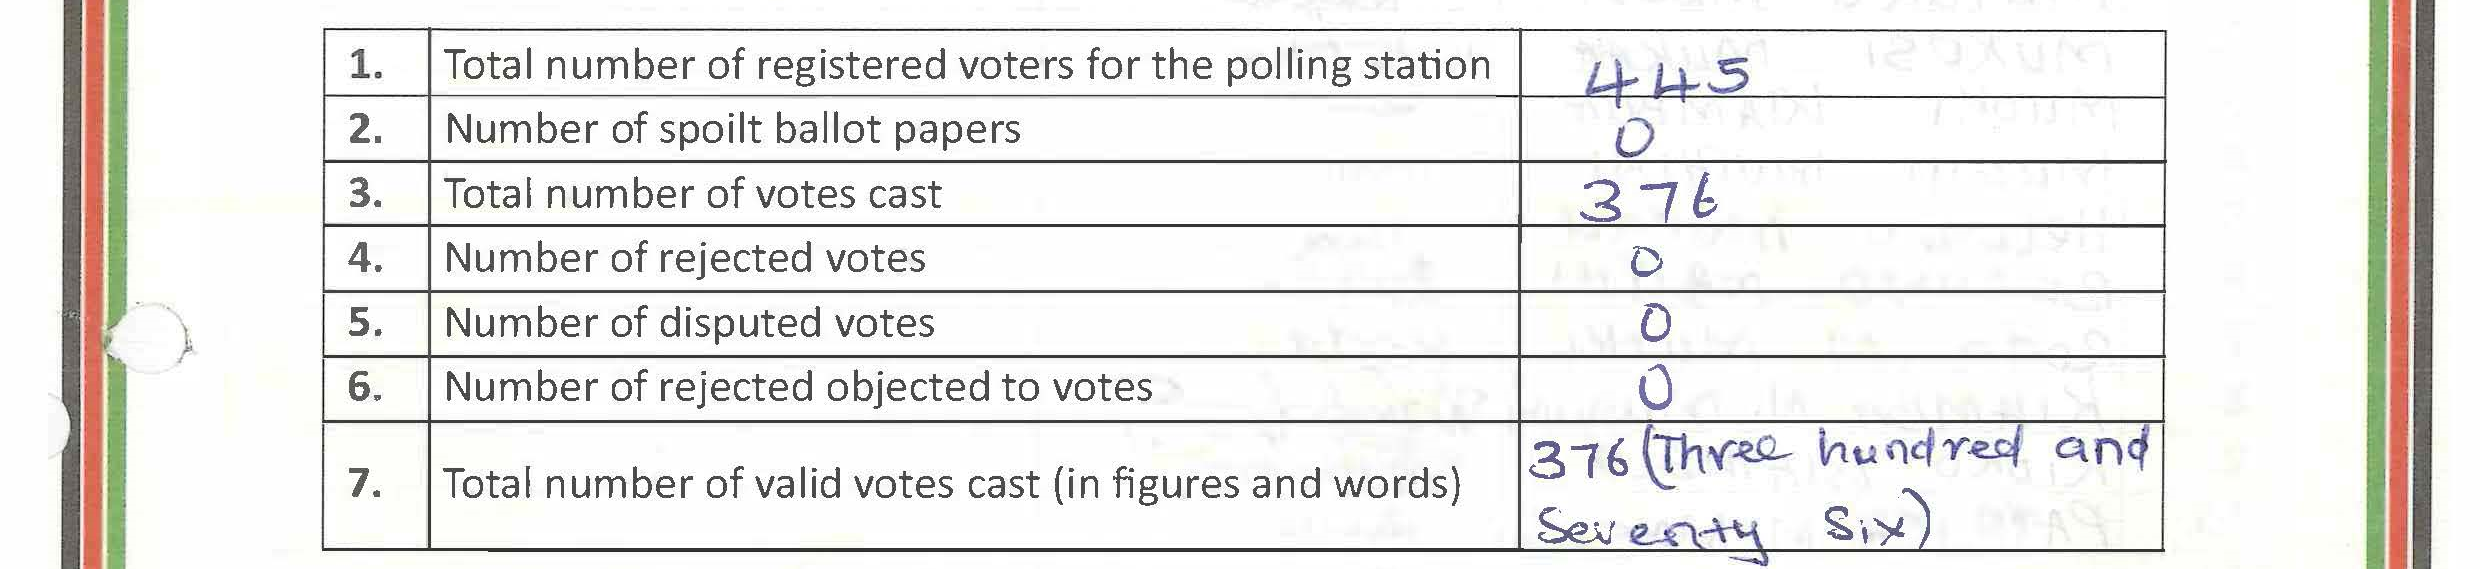 1. Total number of registered voters for the polling station 445
2. Number of spoilt ballot papers 0
3. Total number of votes cast 376
4. Number of rejected votes 0
5. Number of disputed votes 0
6. Number of rejected objected to votes 0
7. Total number of valid votes cast (in figures and words) 376 (Three hundred and
Seventy Six)